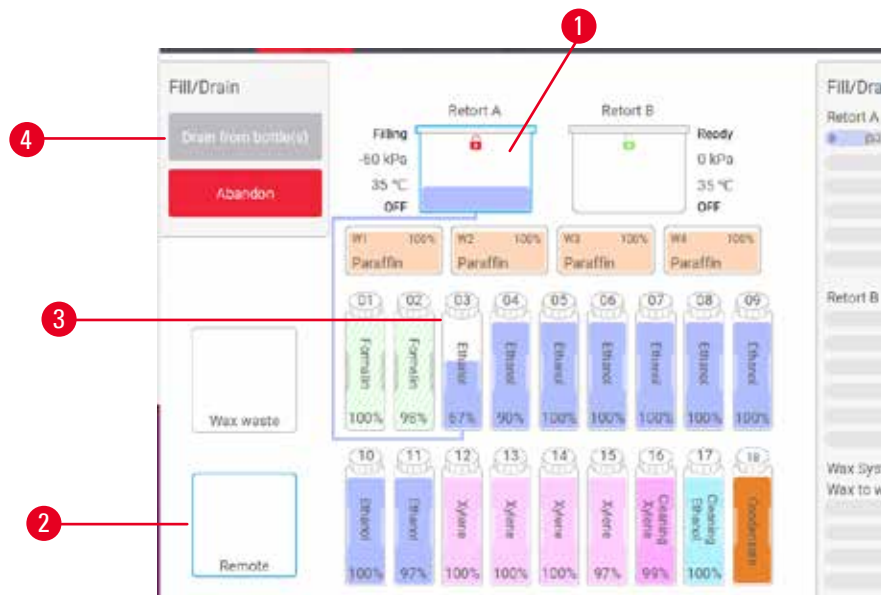 1
Fill/Drain
Drain from bottle(s)
Abandon
4
Retort A
Retort B
Filling
-60 kPa
35 °C
OFF
Ready
0 kPa
35 °C
OFF
W1 100%
Paraffin
W2 100%
Paraffin
W3 100%
Paraffin
W4 100%
Paraffin
3
01 02 03 04 05 06 07 08 09
Formalin Formalin Ethanol Ethanol Ethanol Ethanol Ethanol Ethanol Ethanol
100% 98% 67% 90% 100% 100% 100% 100% 100%
Wax waste
10 11 12 13 14 15 16 17 18
Ethanol Ethanol Xylene Xylene Xylene Xylene Cleaning Xylene Cleaning Ethanol Condensate
100% 97% 100% 100% 100% 97% 99% 100%
2
Remote
Fill/Dra
Retort A
Retort B
Wax Sys
Wax to w